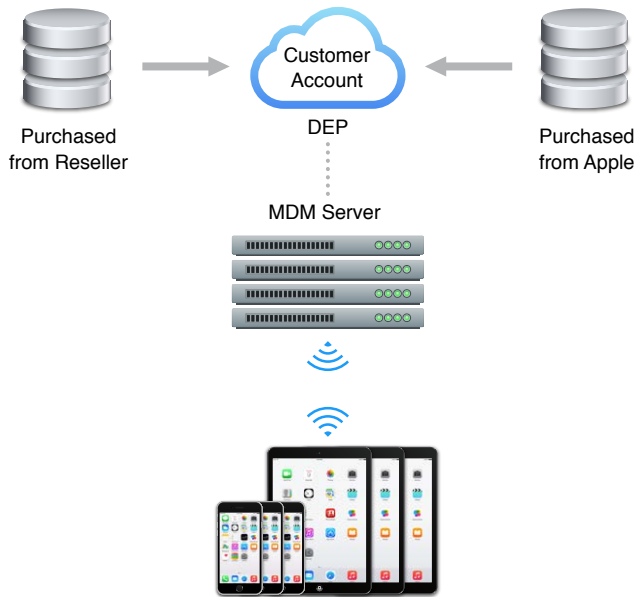 Customer
Account
DEP
Purchased
from Reseller
Purchased
from Apple
MDM Server